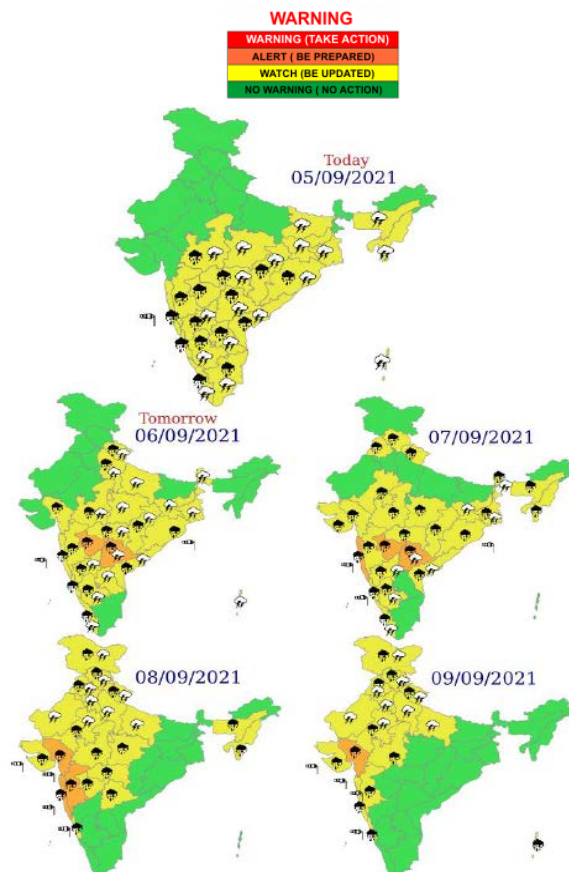 WARNING
WARNING (TAKE ACTION)
ALERT ( BE PREPARED)
WATCH (BE UPDATED)
NO WARNING ( NO ACTION)
Today
05/09/2021
Tomorrow
06/09/2021
07/09/2021
08/09/2021
09/09/2021